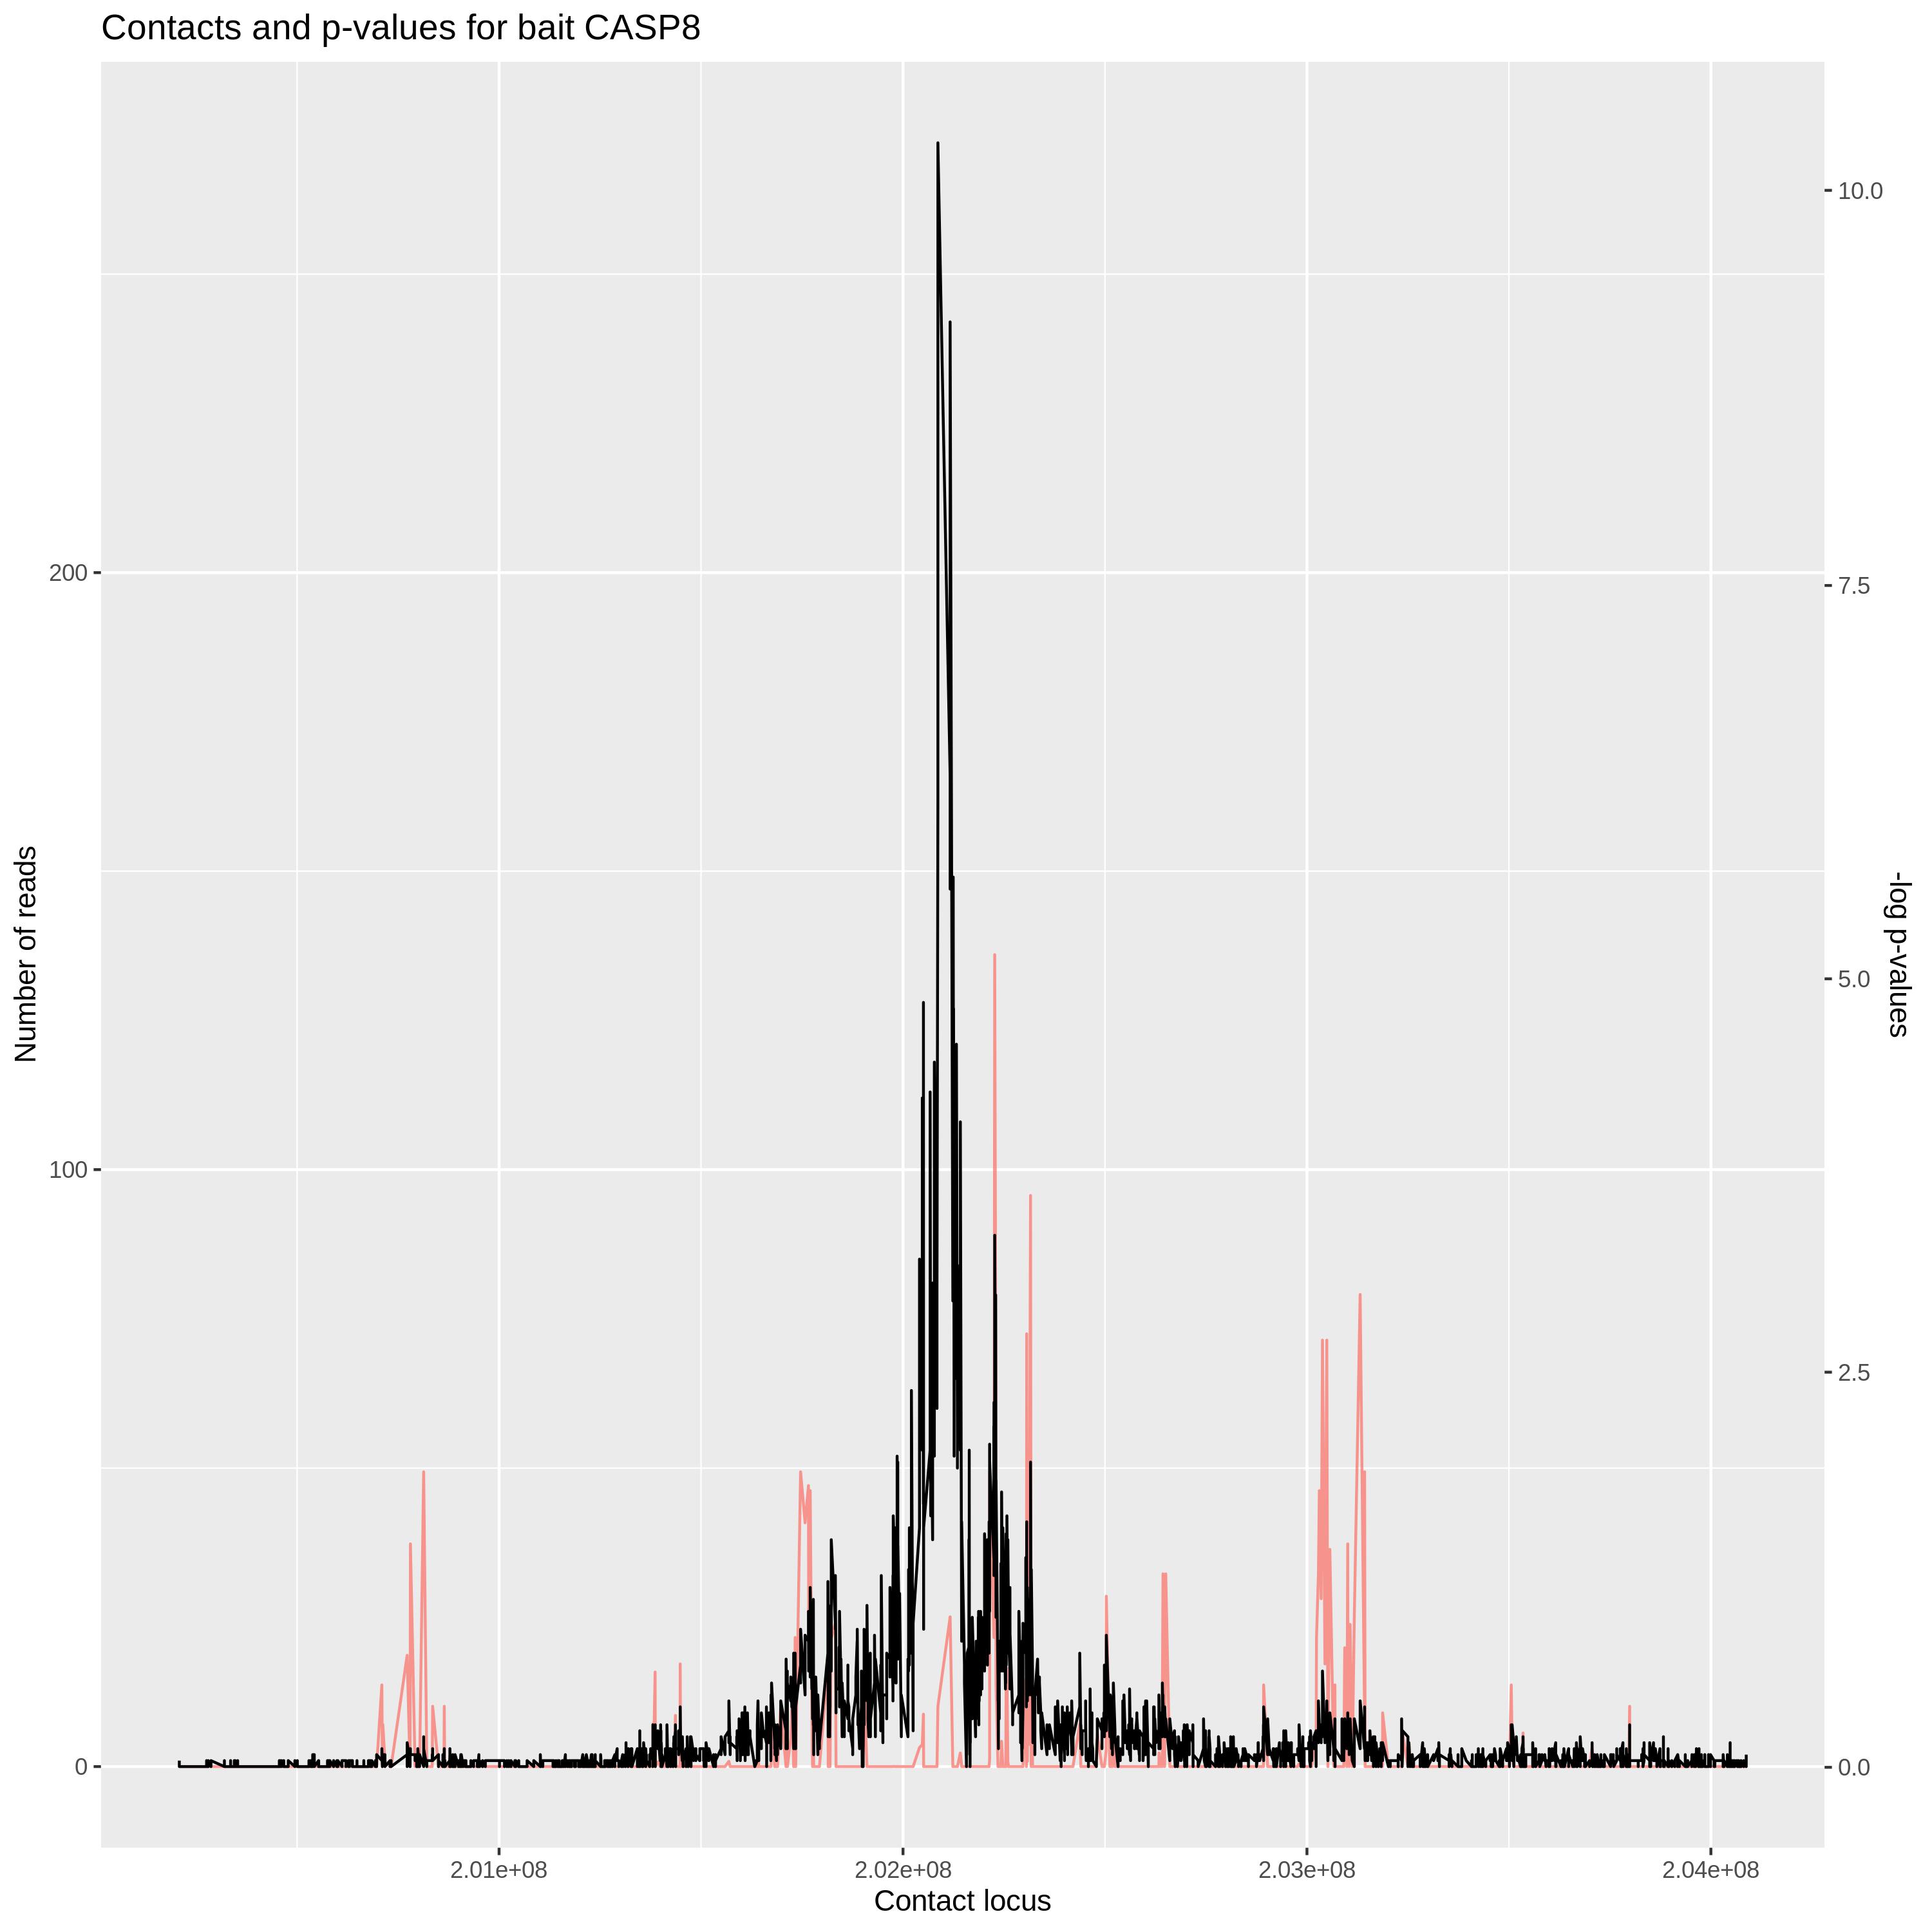 Contacts and p-values for bait CASP8
Number of reads
200
100
0
10.0
7.5
5.0
2.5
0.0
-log p-values
2.01e+08
2.02e+08
2.03e+08
2.04e+08
Contact locus